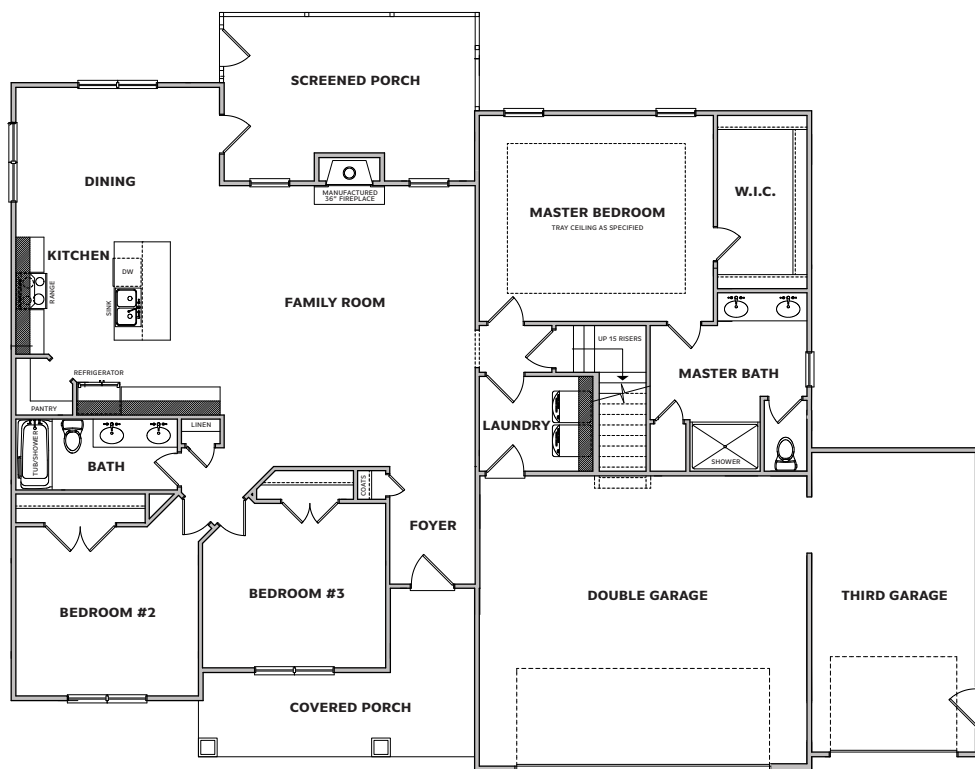 SCREENED PORCH
MANUFACTURED
36" FIREPLACE
DINING
MASTER BEDROOM
TRAY CEILING AS SPECIFIED
W.I.C.
KITCHEN
DW
RANGE
SINK
FAMILY ROOM
UP 15 RISERS
REFRIGERATOR
MASTER BATH
PANTRY
LINEN
LAUNDRY
TUB/SHOWER
BATH
SHOWER
COATS
FOYER
BEDROOM #2
BEDROOM #3
DOUBLE GARAGE
THIRD GARAGE
COVERED PORCH